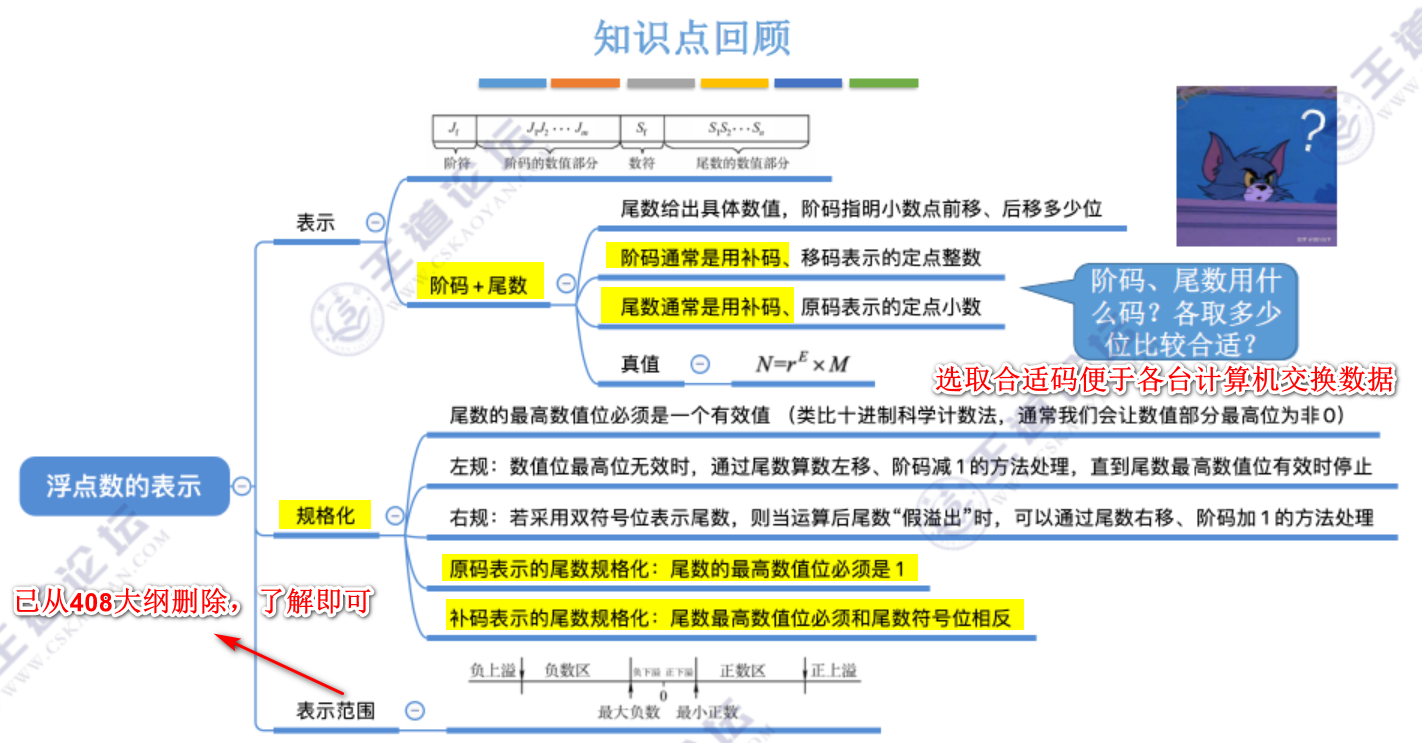 知识点回顾
J_f J_1J_2 ··· J_m S_f S_1S_2···S_n
阶符 阶码的数值部分 数符 尾数的数值部分
?
表示
尾数给出具体数值，阶码指明小数点前移、后移多少位
阶码 + 尾数
阶码通常是用补码、移码表示的定点整数
尾数通常是用补码、原码表示的定点小数
阶码、尾数用什
么码？各取多少
位比较合适？
真值
N=r^E × M
选取合适码便于各台计算机交换数据
浮点数的表示
规格化
尾数的最高数值位必须是一个有效值 （类比十进制科学计数法，通常我们会让数值部分最高位为非 0）
左规：数值位最高位无效时，通过尾数算数左移、阶码减 1 的方法处理，直到尾数最高数值位有效时停止
右规：若采用双符号位表示尾数，则当运算后尾数“假溢出”时，可以通过尾数右移、阶码加 1 的方法处理
原码表示的尾数规格化：尾数的最高数值位必须是 1
补码表示的尾数规格化：尾数最高数值位必须和尾数符号位相反
已从408大纲删除，了解即可
表示范围
负上溢 负数区 负下溢 正下溢 正数区 正上溢
0
最大负数 最小正数
王道论坛
WWW.CSKAOYAN.COM